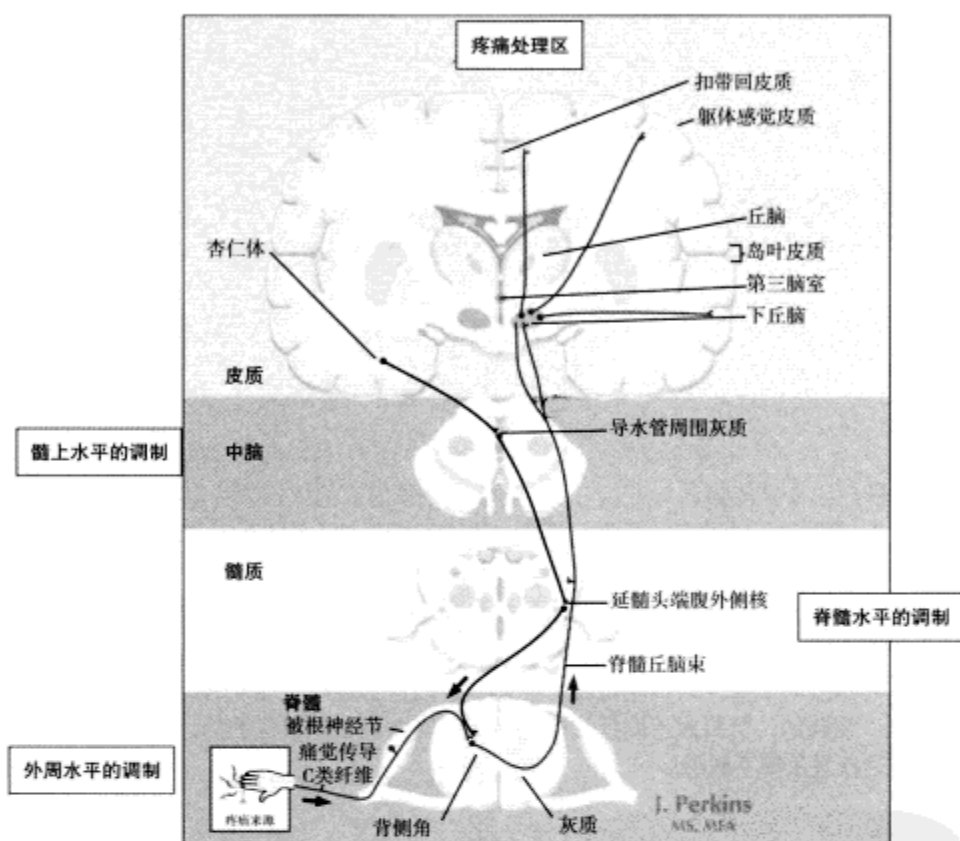 疼痛处理区
扣带回皮质
躯体感觉皮质
丘脑
杏仁体
岛叶皮质
第三脑室
下丘脑
皮质
导水管周围灰质
髓上水平的调制
中脑
髓质
延髓头端腹外侧核
脊髓水平的调制
脊髓丘脑束
脊髓
被根神经节
痛觉传导
C类纤维
外周水平的调制
疼痛来源
背侧角
灰质
J. Perkins
MS, MFA